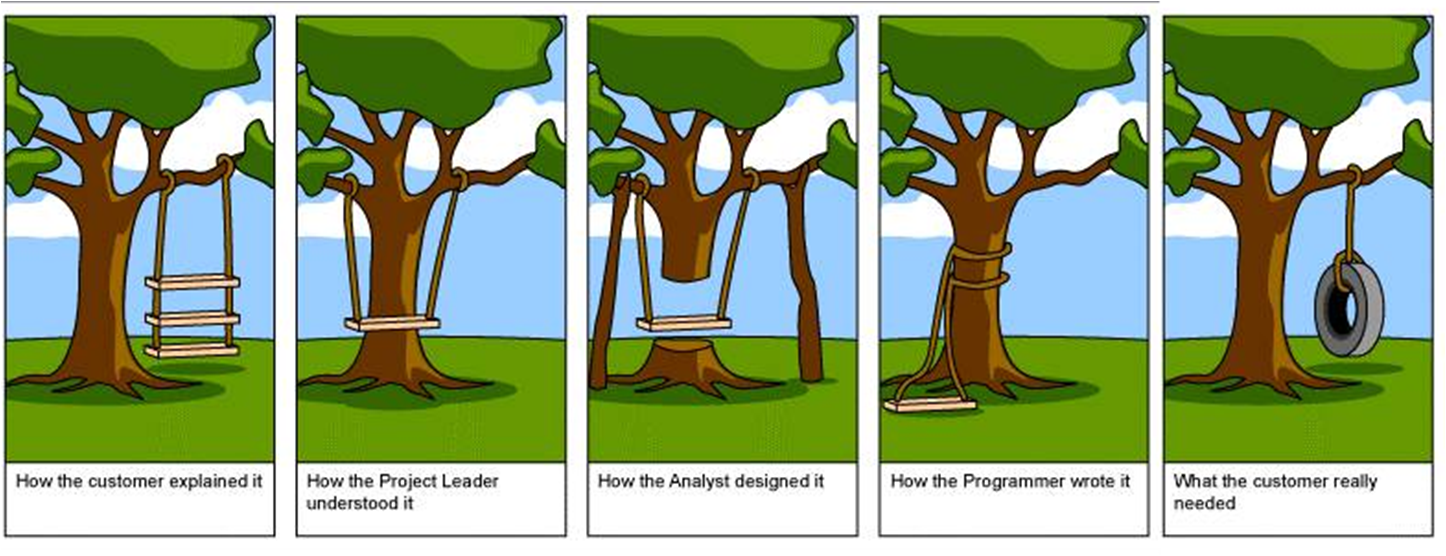 How the customer explained it
How the Project Leader
understood it
How the Analyst designed it
How the Programmer wrote it
What the customer really
needed